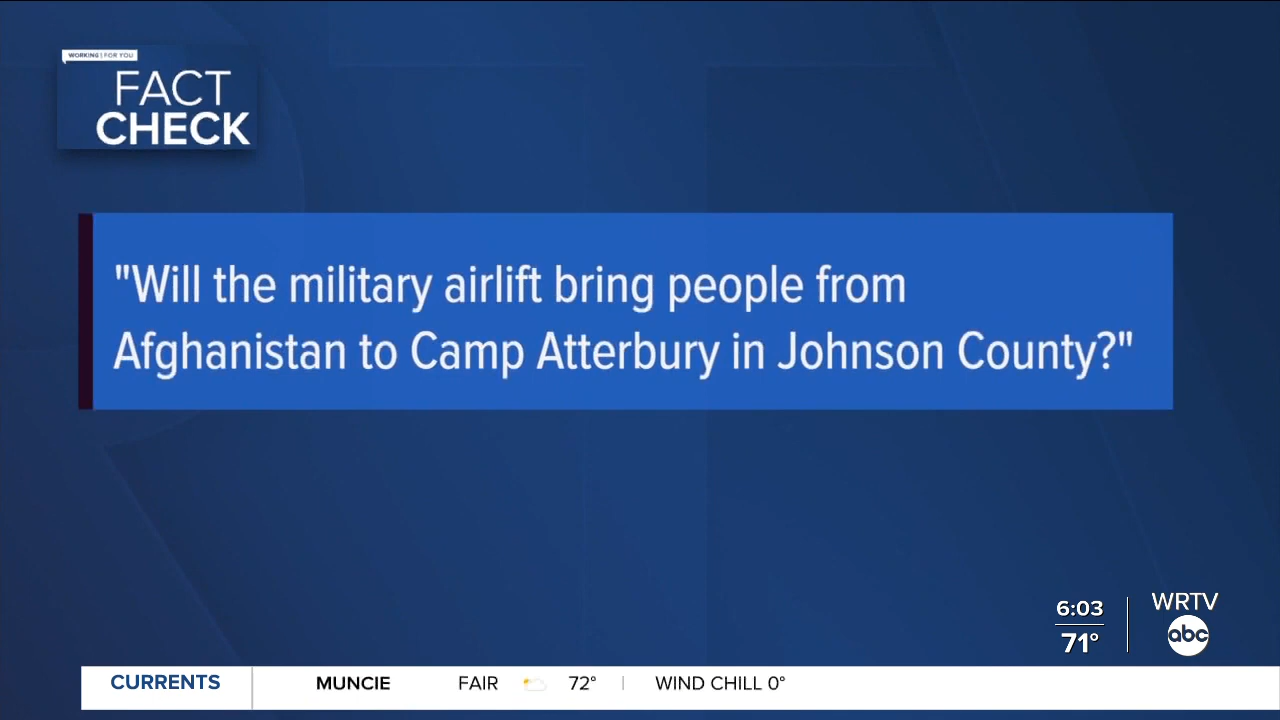 WORKING | FOR YOU
FACT
CHECK
"Will the military airlift bring people from
Afghanistan to Camp Atterbury in Johnson County?"
6:03
71°
WRTV
abc
CURRENTS MUNCIE FAIR 72° | WIND CHILL 0°